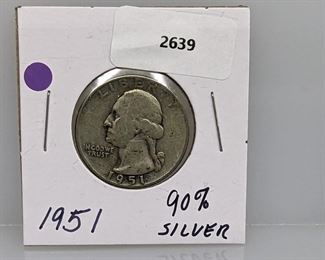 2639
LIBERTY
IN GOD WE
TRUST
1951
1951
90%
SILVER